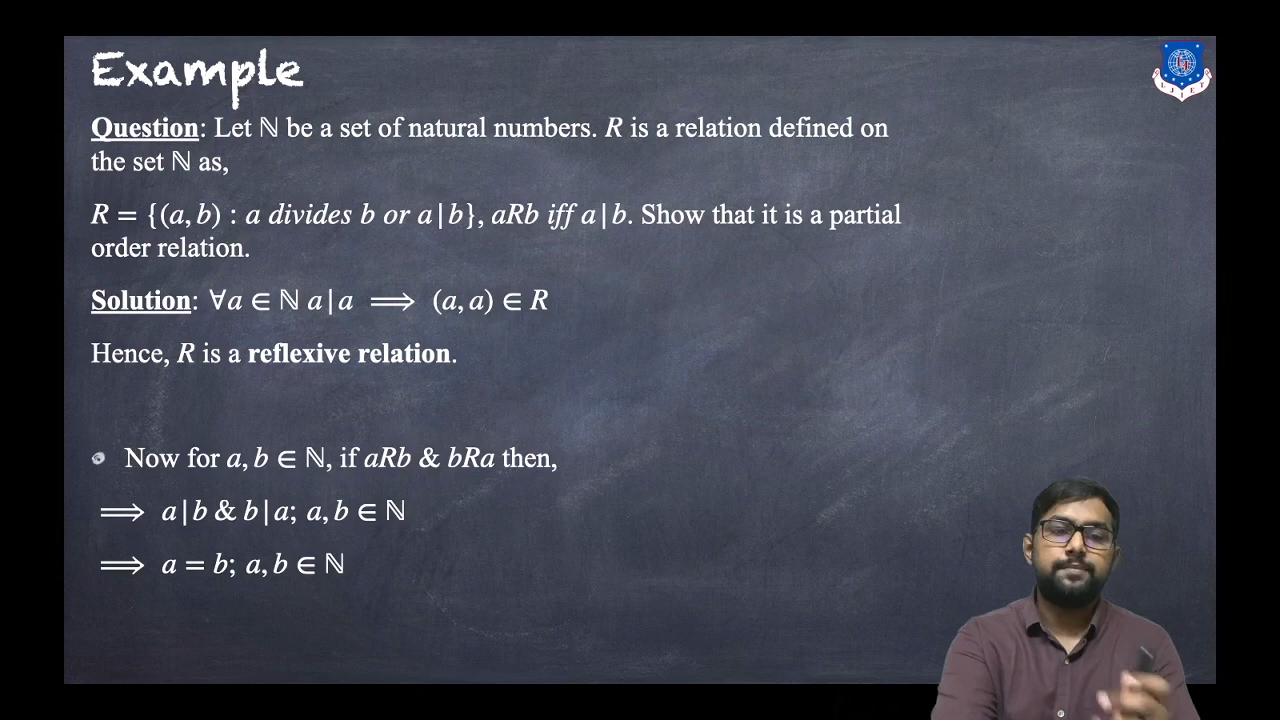 Example
Question: Let ℕ be a set of natural numbers. R is a relation defined on
the set ℕ as,
R = {(a, b) : a divides b or a|b}, aRb iff a|b. Show that it is a partial
order relation.
Solution: ∀a ∈ ℕ a|a ⟹ (a, a) ∈ R
Hence, R is a reflexive relation.
Now for a, b ∈ ℕ, if aRb & bRa then,
⟹ a|b & b|a; a, b ∈ ℕ
⟹ a = b; a, b ∈ ℕ